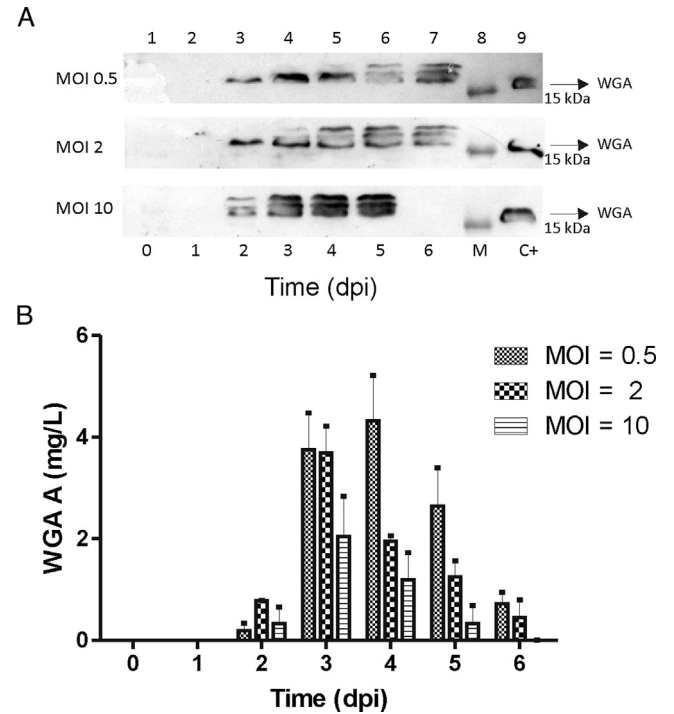 A
1 2 3 4 5 6 7 8 9
MOI 0.5
WGA
15 kDa
MOI 2
WGA
15 kDa
MOI 10
WGA
15 kDa
0 1 2 3 4 5 6 M C+
Time (dpi)
B
WGA A (mg/L)
6
4
2
0
MOI = 0.5
MOI = 2
MOI = 10
0 1 2 3 4 5 6
Time (dpi)